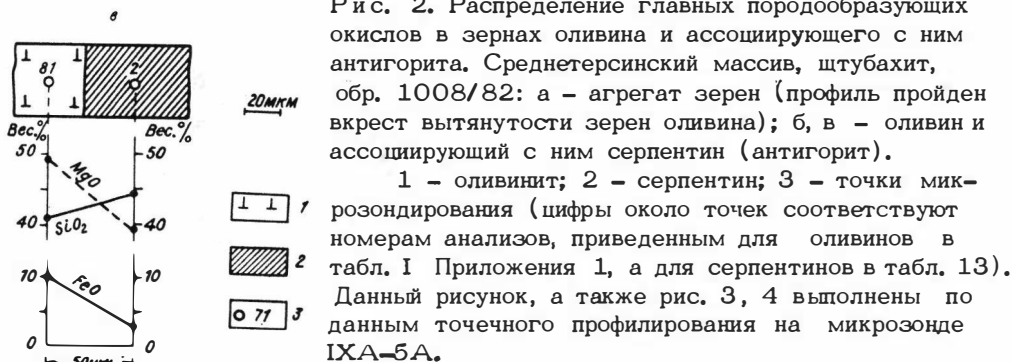 в
81 2
Вес.% Вес.%
50 50
MgO
SiO₂
40 40
10 10
FeO
0 0
20мкм
1
2
71 3
Рис. 2. Распределение главных породообразующих
окислов в зернах оливина и ассоциирующего с ним
антигорита. Среднетерсинский массив, щтубахит,
обр. 1008/82: а – агрегат зерен (профиль пройден
вкрест вытянутости зерен оливина); б, в – оливин и
ассоциирующий с ним серпентин (антигорит).
1 – оливинит; 2 – серпентин; 3 – точки мик-
розондирования (цифры около точек соответствуют
номерам анализов, приведенным для оливинов в
табл. I Приложения 1, а для серпентинов в табл. 13).
Данный рисунок, а также рис. 3, 4 выполнены по
данным точечного профилирования на микрозонде
IXA-5A.